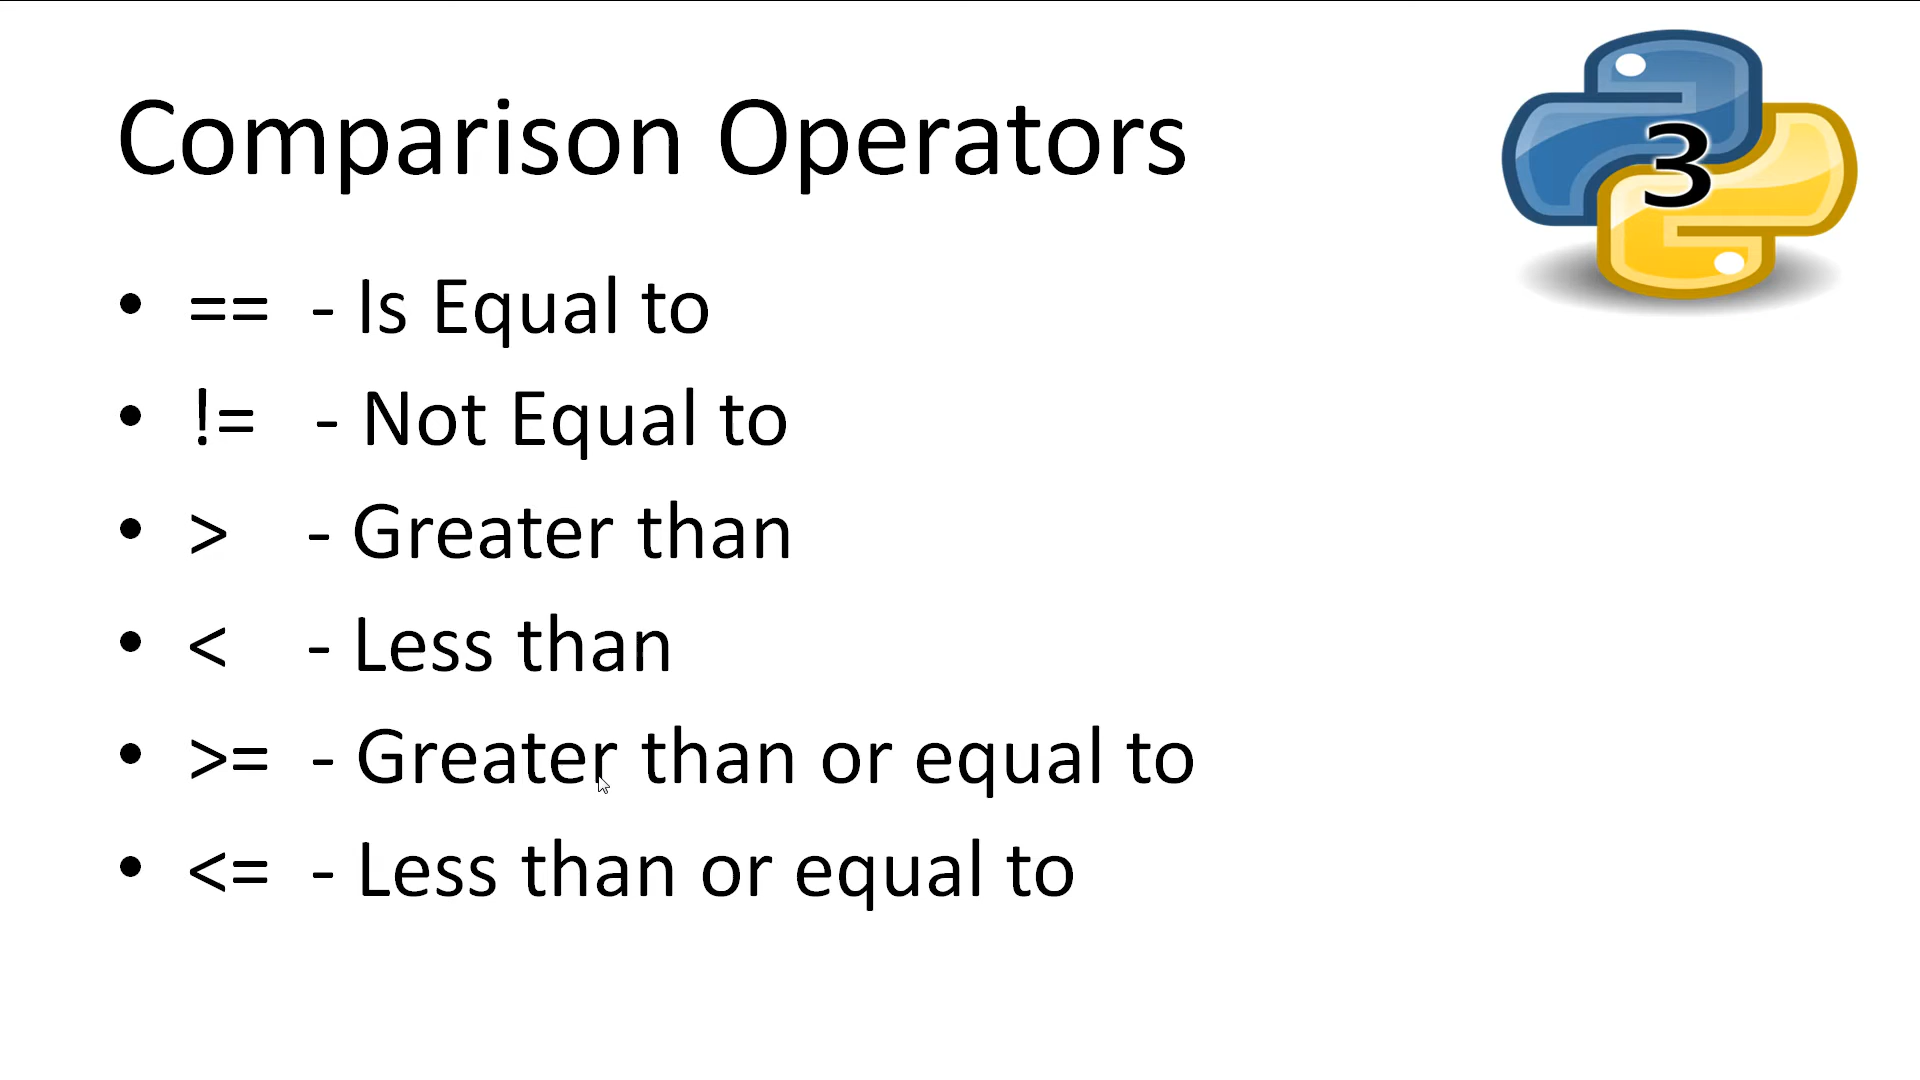 Comparison Operators
3
• == - Is Equal to
• != - Not Equal to
• > - Greater than
• < - Less than
• >= - Greater than or equal to
• <= - Less than or equal to